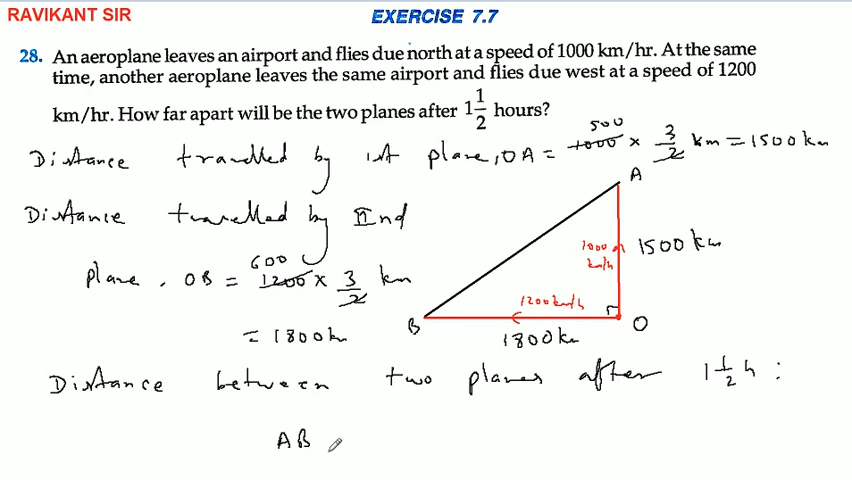 RAVIKANT SIR
EXERCISE 7.7
28. An aeroplane leaves an airport and flies due north at a speed of 1000 km/hr. At the same
time, another aeroplane leaves the same airport and flies due west at a speed of 1200
km/hr. How far apart will be the two planes after 1 1/2 hours?
Distance travelled by 1st plane, OA = 1000 × 3/2 km = 1500 km
500
A
Distance travelled by IInd
1000 km/h
1500 km
plane, OB = 1200 × 3/2 km
600
1200 km/h
B
O
= 1800 km
1800 km
Distance between two planes after 1 1/2 h :
AB